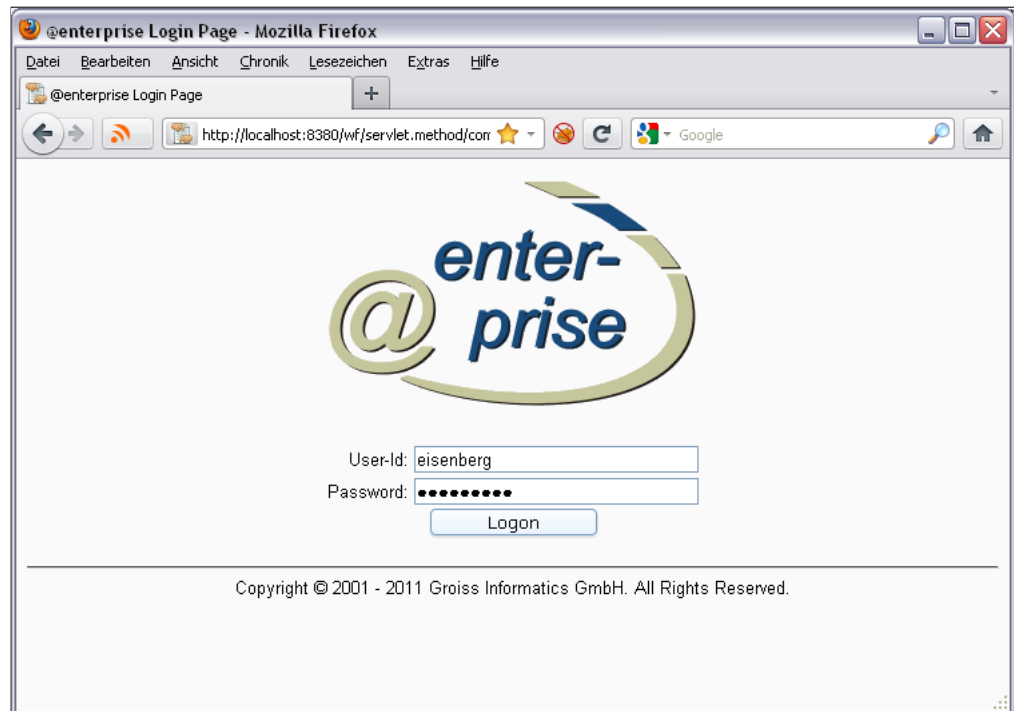 @enterprise Login Page - Mozilla Firefox
Datei Bearbeiten Ansicht Chronik Lesezeichen Extras Hilfe
@enterprise Login Page
http://localhost:8380/wf/servlet.method/com
Google
@ enter-
prise
User-Id: eisenberg
Password: •••••••••
Logon
Copyright © 2001 - 2011 Groiss Informatics GmbH. All Rights Reserved.